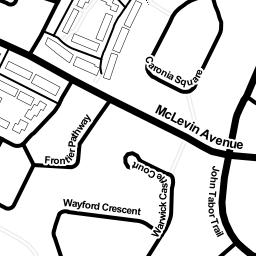 Caronia Square
McLevin Avenue
Frontier Pathway
Warwick Castle Court
John Tabor Trail
Wayford Crescent